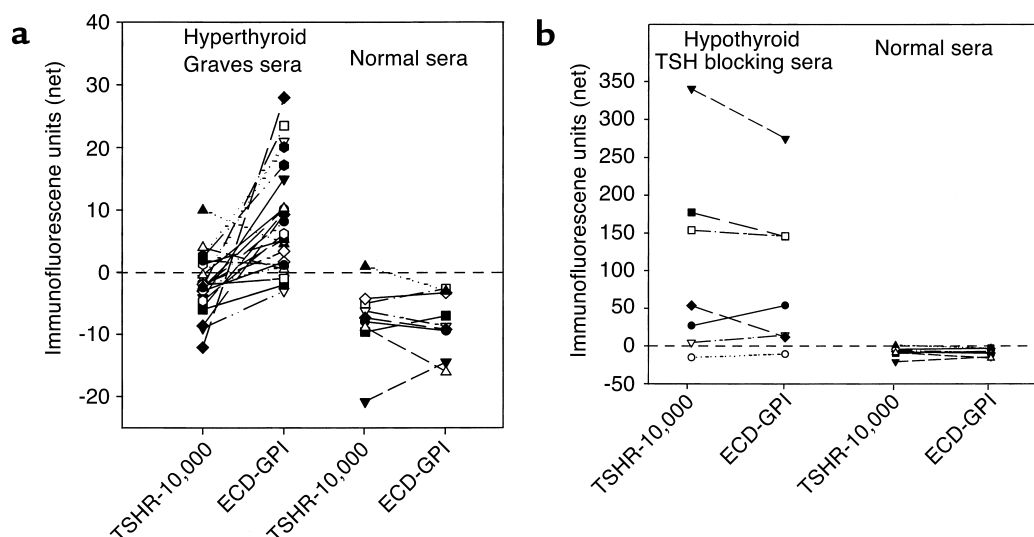 a
Hyperthyroid
Graves sera
Normal sera
Immunofluorescene units (net)
40
30
20
10
0
-10
-20
TSHR-10,000
ECD-GPI
TSHR-10,000
ECD-GPI
b
Hypothyroid
TSH blocking sera
Normal sera
Immunofluorescene units (net)
350
300
250
200
150
100
50
0
-50
TSHR-10,000
ECD-GPI
TSHR-10,000
ECD-GPI